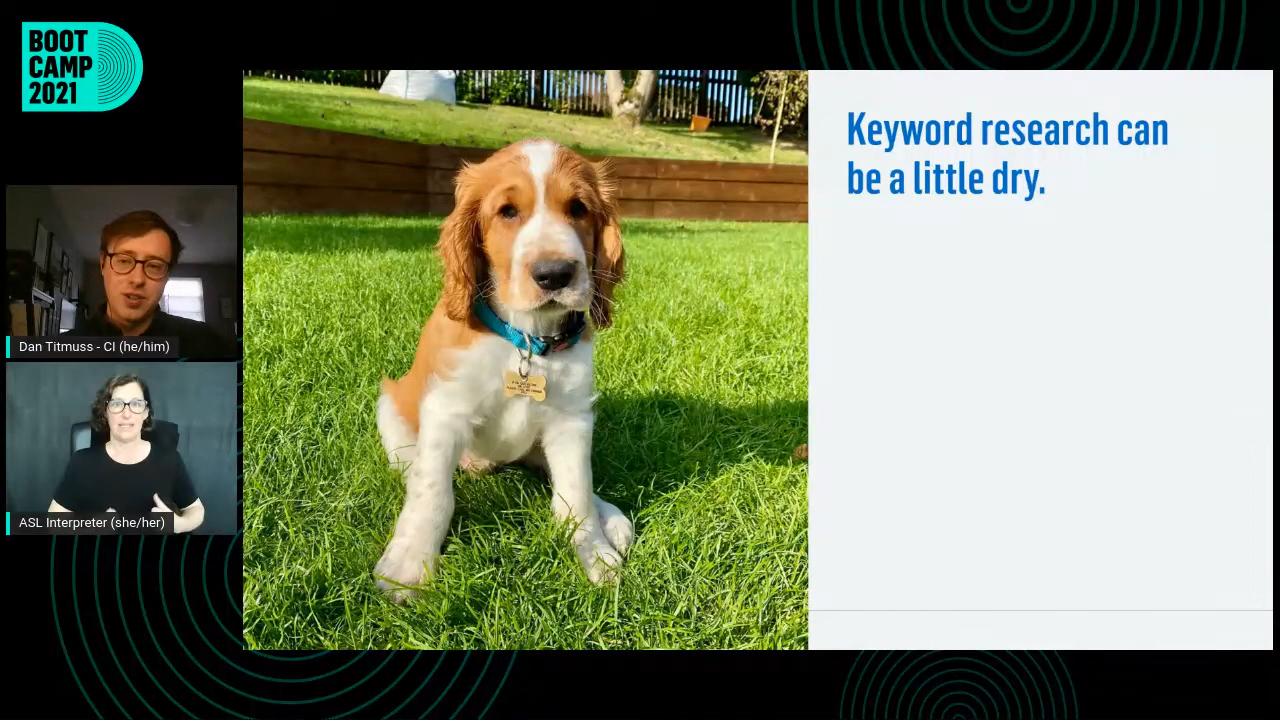 BOOT
CAMP
2021
Keyword research can
be a little dry.
Dan Titmuss - CI (he/him)
ASL Interpreter (she/her)